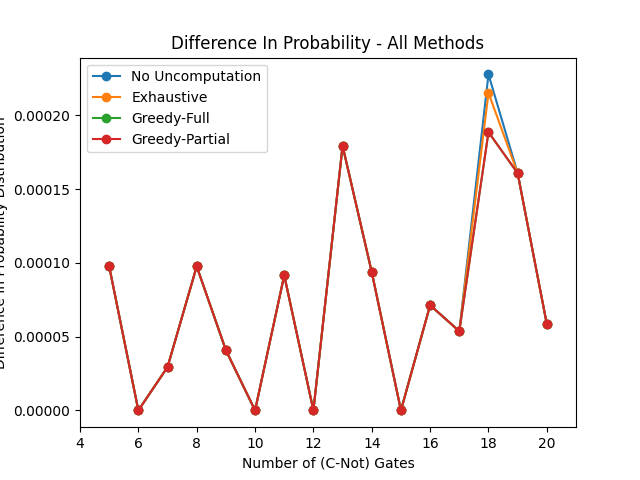 Difference In Probability - All Methods
No Uncomputation
Exhaustive
Greedy-Full
Greedy-Partial
Difference In Probability Distribution
0.00020
0.00015
0.00010
0.00005
0.00000
4 6 8 10 12 14 16 18 20
Number of (C-Not) Gates